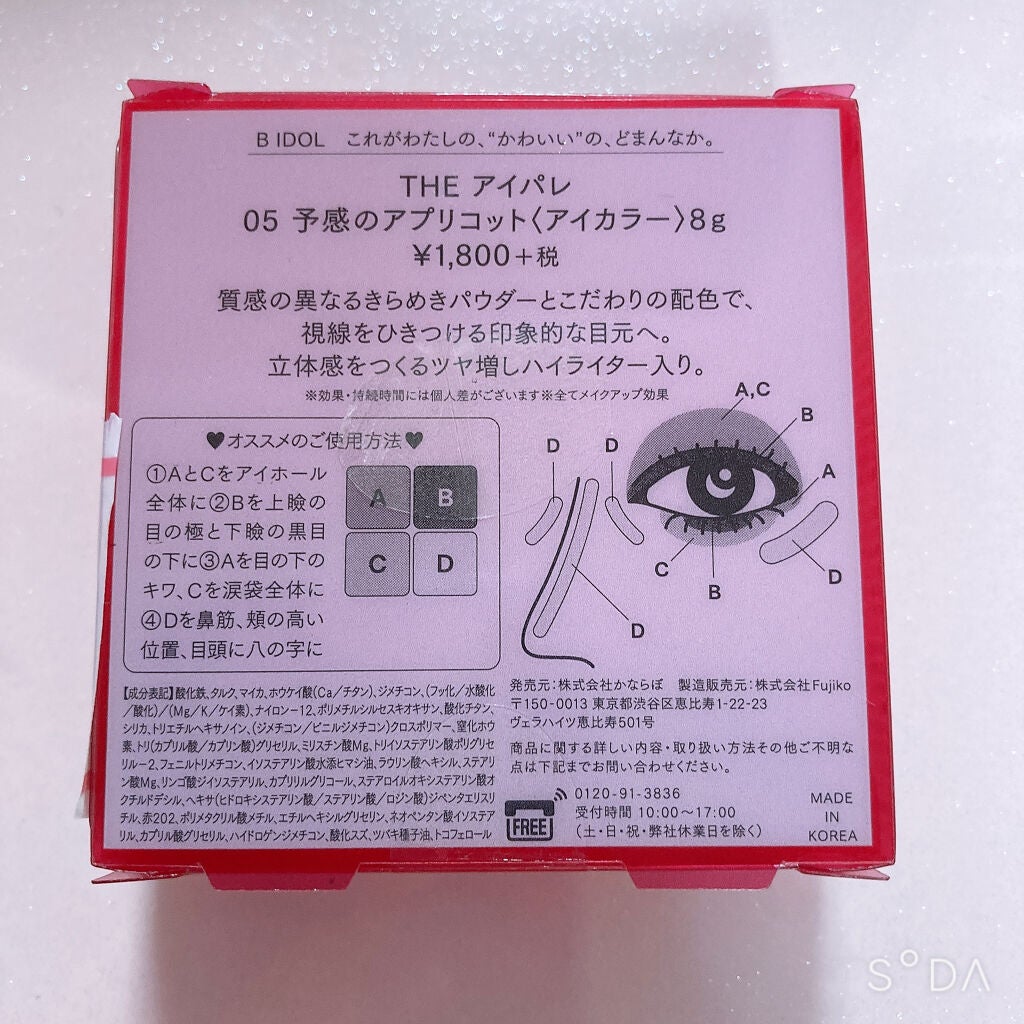 B IDOL これがわたしの、“かわいい”の、どまんなか。
THE アイパレ
05 予感のアプリコット〈アイカラー〉8g
¥1,800+税
質感の異なるきらめきパウダーとこだわりの配色で、
視線をひきつける印象的な目元へ。
立体感をつくるツヤ増しハイライター入り。
※効果・持続時間には個人差がございます※全てメイクアップ効果
♥オススメのご使用方法♥
①AとCをアイホール
全体に②Bを上瞼の
目の極と下瞼の黒目
の下に③Aを目の下の
キワ、Cを涙袋全体に
④Dを鼻筋、頬の高い
位置、目頭に八の字に
A B
C D
A,C
B
D D
A
C
B
D
D
【成分表記】酸化鉄、タルク、マイカ、ホウケイ酸(Ca/チタン)、ジメチコン、(フッ化/水酸化
/酸化)/(Mg/K/ケイ素)、ナイロン-12、ポリメチルシルセスキオキサン、酸化チタン、
シリカ、トリエチルヘキサノイン、(ジメチコン/ビニルジメチコン)クロスポリマー、窒化ホウ
素、トリ(カプリル酸/カプリン酸)グリセリル、ミリスチン酸Mg、トリイソステアリン酸ポリグリセ
リル-2、フェニルトリメチコン、イソステアリン酸水添ヒマシ油、ラウリン酸ヘキシル、ステアリン
酸Mg、リンゴ酸ジイソステアリル、カプリリルグリコール、ステアロイルオキシステアリン酸オ
クチルドデシル、ヘキサ(ヒドロキシステアリン酸/ステアリン酸/ロジン酸)ジペンタエリスリ
チル、赤202、ポリメタクリル酸メチル、エチルヘキシルグリセリン、ネオペンタン酸イソステア
リル、カプリル酸グリセリル、ハイドロゲンジメチコン、酸化スズ、ツバキ種子油、トコフェロール
発売元:株式会社かならぼ 製造販売元:株式会社Fujiko
〒150-0013 東京都渋谷区恵比寿1-22-23
ヴェラハイツ恵比寿501号
商品に関する詳しい内容・取り扱い方法その他ご不明な
点は下記までお問い合わせください。
FREE
0120-91-3836
受付時間 10:00〜17:00
(土・日・祝・弊社休業日を除く)
MADE
IN
KOREA
SODA